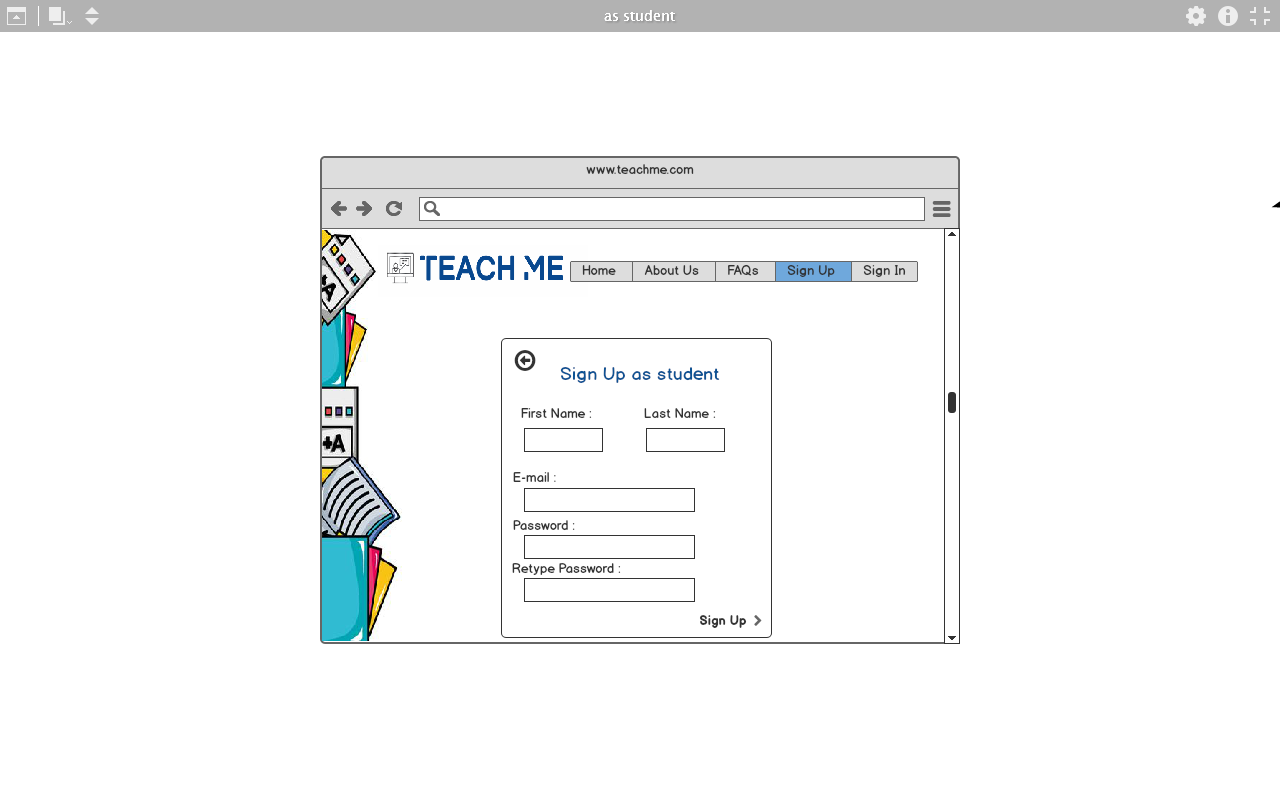 as student
www.teachme.com
TEACH ME
Home About Us FAQs Sign Up Sign In
+A
Sign Up as student
First Name : Last Name :
+A
E-mail :
Password :
Retype Password :
Sign Up